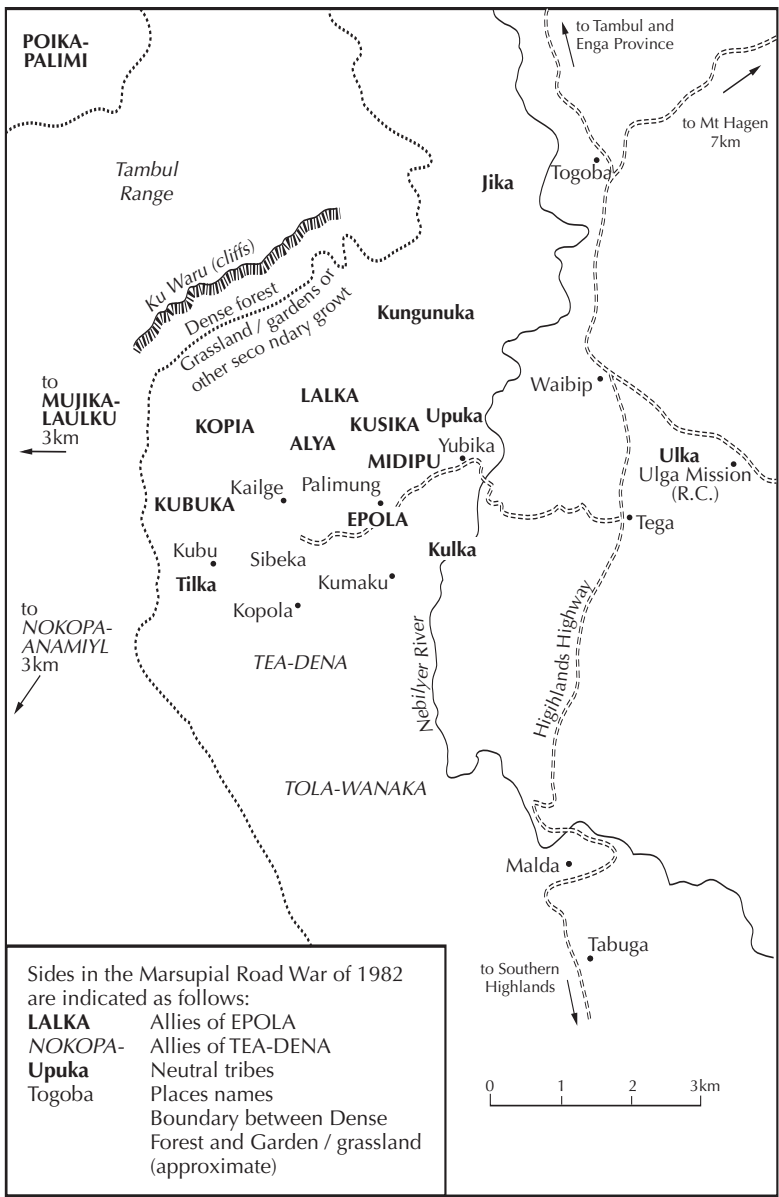 POIKA-
PALIMI
to Tambul and
Enga Province
to Mt Hagen
7km
Tambul
Range
Jika
Togoba
Ku Waru (cliffs)
Dense forest
Grassland / gardens or
other seco ndary growt
Kungunuka
to
MUJIKA-
LAULKU
3km
LALKA
KOPIA
KUSIKA
Upuka
ALYA
Yubika
MIDIPU
Waibip
Ulka
Ulga Mission
(R.C.)
KUBUKA
Kailge
Palimung
EPOLA
Tega
Kubu
Sibeka
Kulka
Tilka
Kumaku
Kopola
to
NOKOPA-
ANAMIYL
3km
TEA-DENA
Nebilyer River
Higihlands Highway
TOLA-WANAKA
Malda
Tabuga
to Southern
Highlands
Sides in the Marsupial Road War of 1982
are indicated as follows:
LALKA Allies of EPOLA
NOKOPA- Allies of TEA-DENA
Upuka Neutral tribes
Togoba Places names
Boundary between Dense
Forest and Garden / grassland
(approximate)
0 1 2 3km